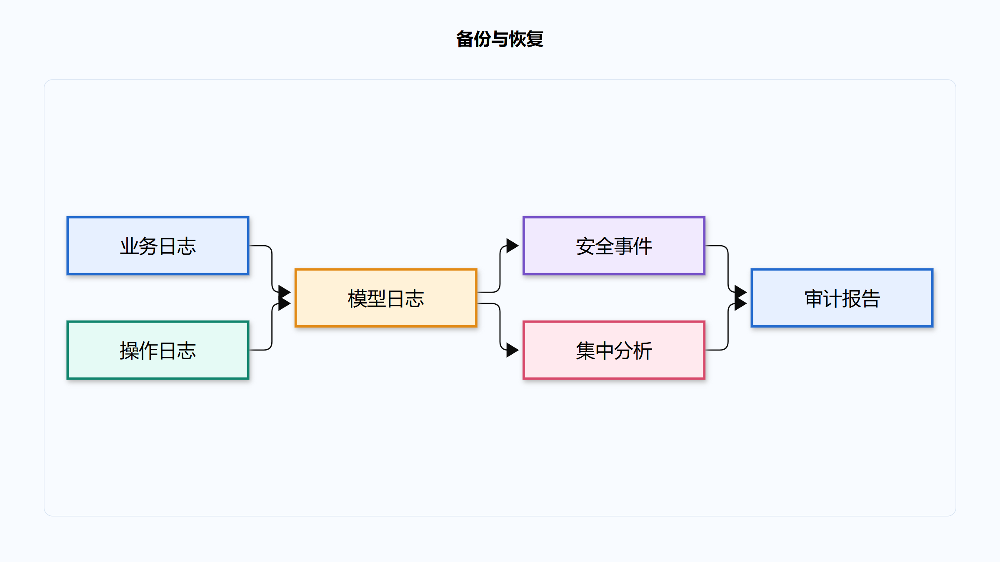 备份与恢复
业务日志
操作日志
模型日志
安全事件
集中分析
审计报告